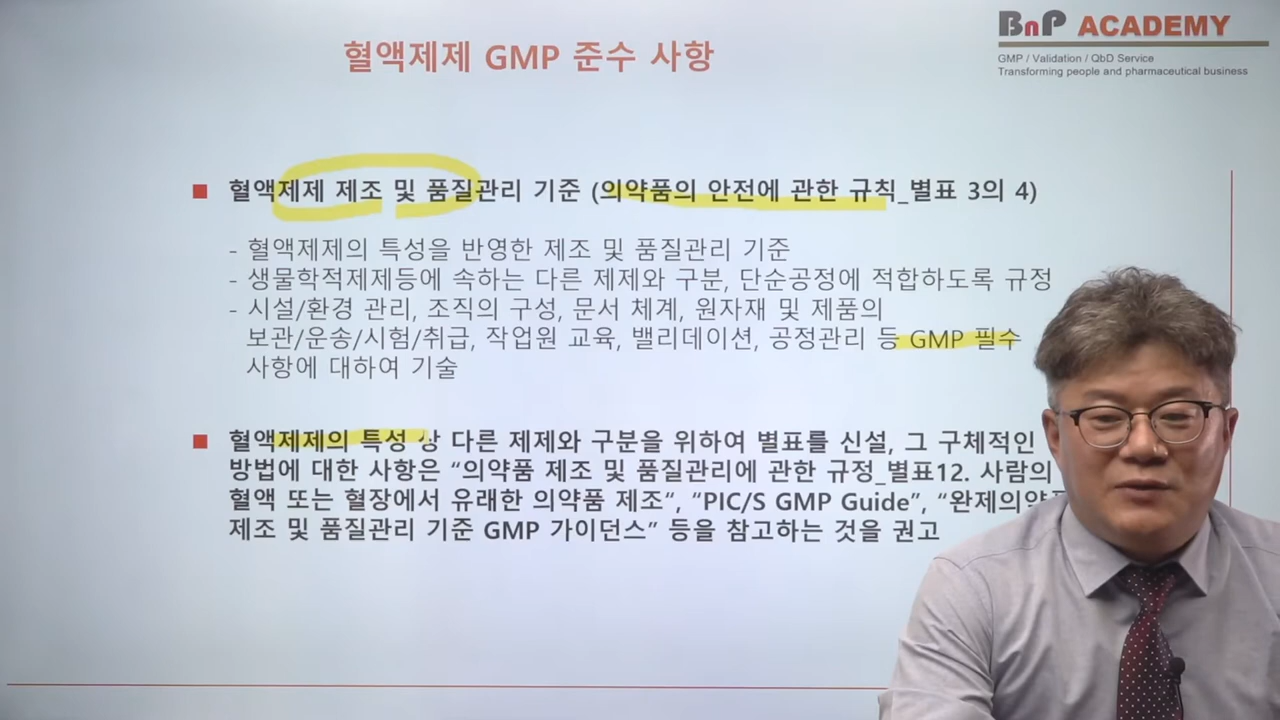 혈액제제 GMP 준수 사항
BnP ACADEMY
GMP / Validation / QbD Service
Transforming people and pharmaceutical business
■ 혈액제제 제조 및 품질관리 기준 (의약품의 안전에 관한 규칙_별표 3의 4)
- 혈액제제의 특성을 반영한 제조 및 품질관리 기준
- 생물학적제제등에 속하는 다른 제제와 구분, 단순공정에 적합하도록 규정
- 시설/환경 관리, 조직의 구성, 문서 체계, 원자재 및 제품의
보관/운송/시험/취급, 작업원 교육, 밸리데이션, 공정관리 등 GMP 필수
사항에 대하여 기술
■ 혈액제제의 특성 상 다른 제제와 구분을 위하여 별표를 신설, 그 구체적인
방법에 대한 사항은 “의약품 제조 및 품질관리에 관한 규정_별표12. 사람의
혈액 또는 혈장에서 유래한 의약품 제조“, “PIC/S GMP Guide”, “완제의약
제조 및 품질관리 기준 GMP 가이던스” 등을 참고하는 것을 권고